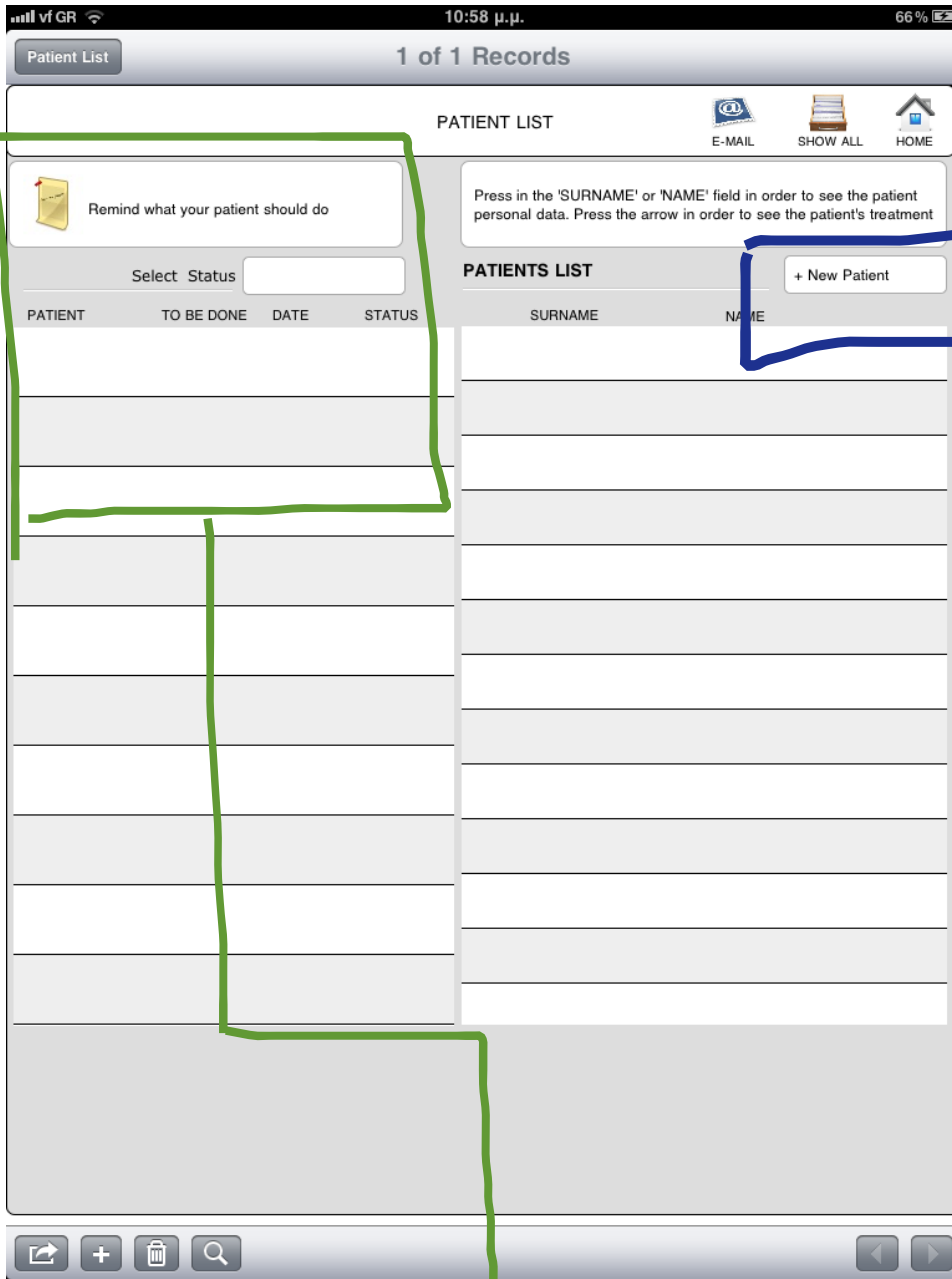 vf GR 10:58 μ.μ. 66%
Patient List 1 of 1 Records
PATIENT LIST
E-MAIL SHOW ALL HOME
Remind what your patient should do
Press in the 'SURNAME' or 'NAME' field in order to see the patient
personal data. Press the arrow in order to see the patient's treatment
Select Status
PATIENTS LIST
+ New Patient
PATIENT TO BE DONE DATE STATUS
SURNAME NAME